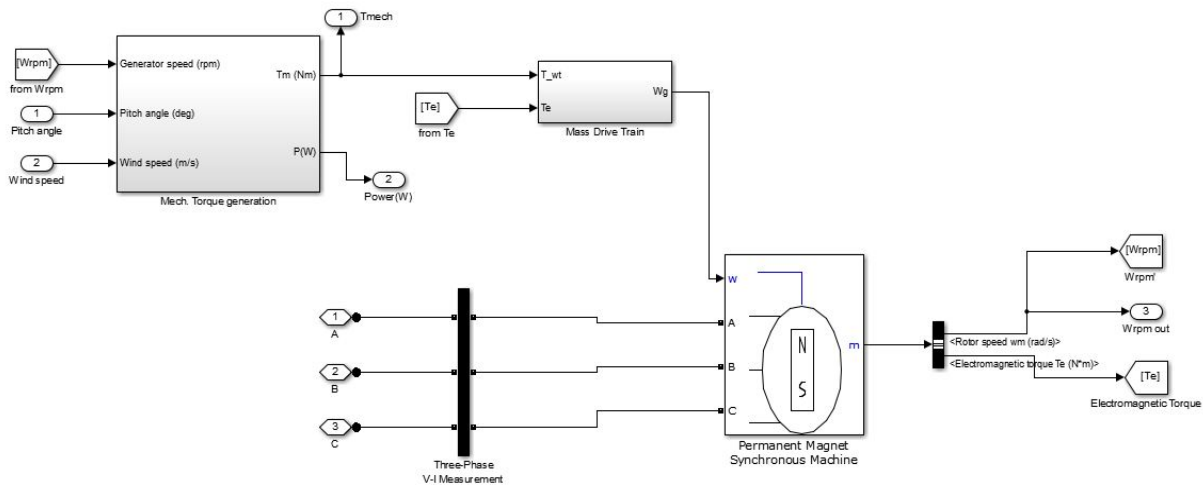 1
Tmech
[Wrpm]
from Wrpm
Generator speed (rpm)
Tm (Nm)
1
Pitch angle
Pitch angle (deg)
2
Wind speed
Wind speed (m/s)
P(W)
Mech. Torque generation
2
Power(W)
[Te]
from Te
T_wt
Te
Wg
Mass Drive Train
1
A
2
B
3
C
Three-Phase
V-I Measurement
w
A
B
C
N
S
m
Permanent Magnet
Synchronous Machine
<Rotor speed wm (rad/s)>
<Electromagnetic torque Te (N*m)>
[Wrpm]
Wrpm'
3
Wrpm out
[Te]
Electromagnetic Torque